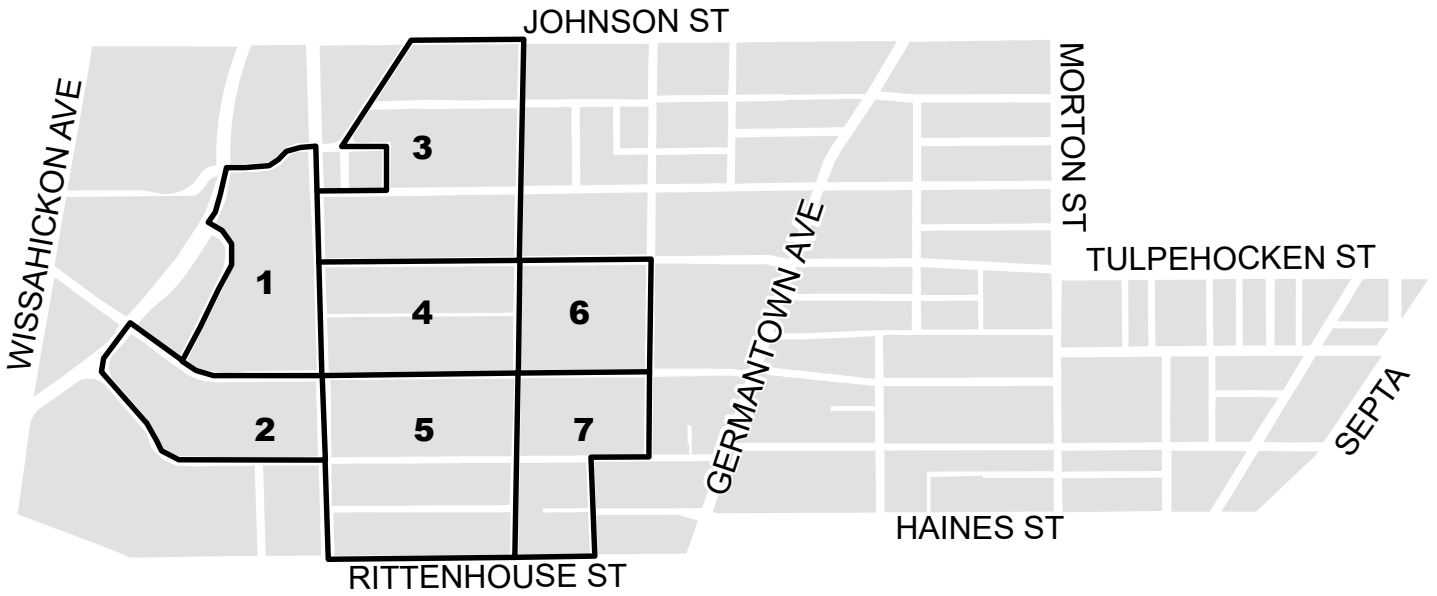 JOHNSON ST
WISSAHICKON AVE
MORTON ST
3
TULPEHOCKEN ST
1
4
6
GERMANTOWN AVE
SEPTA
2
5
7
HAINES ST
RITTENHOUSE ST